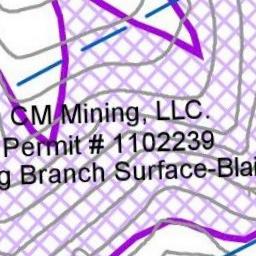 CM Mining, LLC.
Permit # 1102239
g Branch Surface-Blai